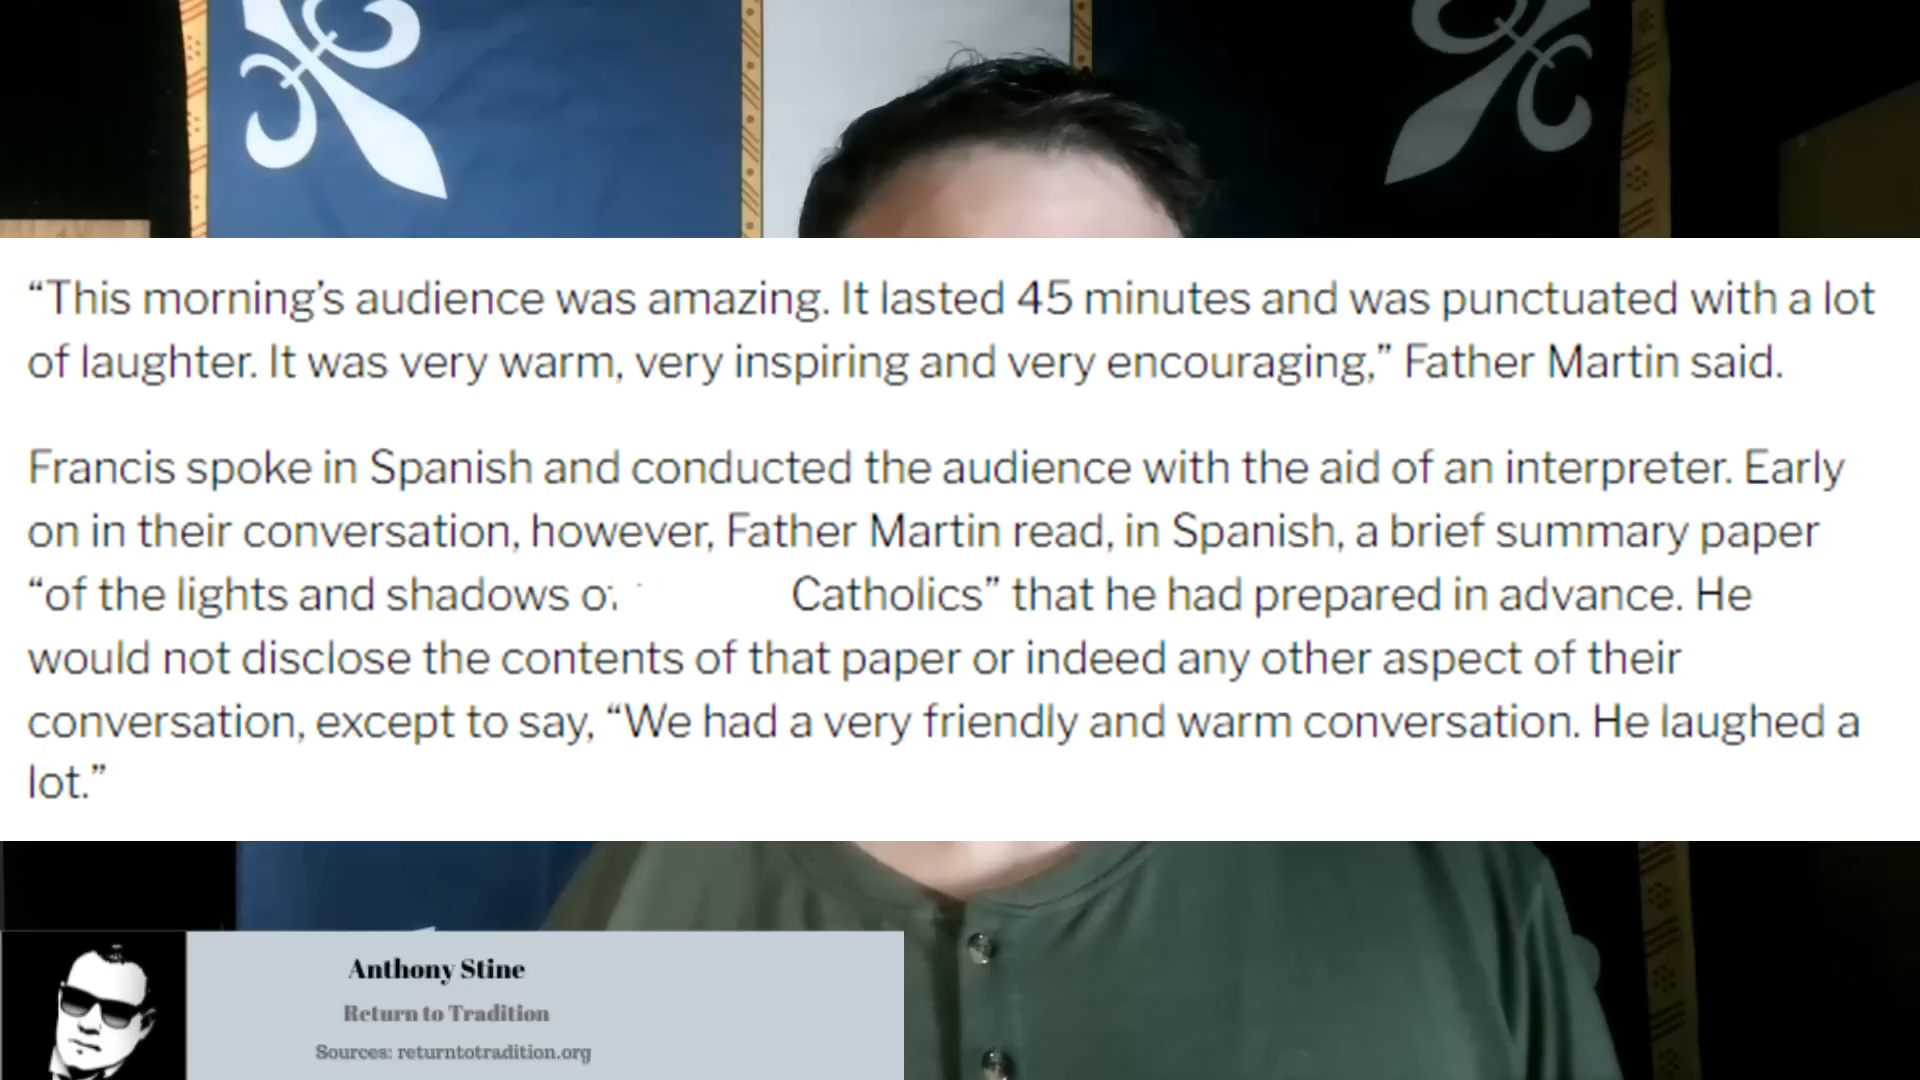 “This morning’s audience was amazing. It lasted 45 minutes and was punctuated with a lot
of laughter. It was very warm, very inspiring and very encouraging,” Father Martin said.
Francis spoke in Spanish and conducted the audience with the aid of an interpreter. Early
on in their conversation, however, Father Martin read, in Spanish, a brief summary paper
“of the lights and shadows Catholics” that he had prepared in advance. He
would not disclose the contents of that paper or indeed any other aspect of their
conversation, except to say, “We had a very friendly and warm conversation. He laughed a
lot.”
Anthony Stine
Return to Tradition
Sources: returntotradition.org